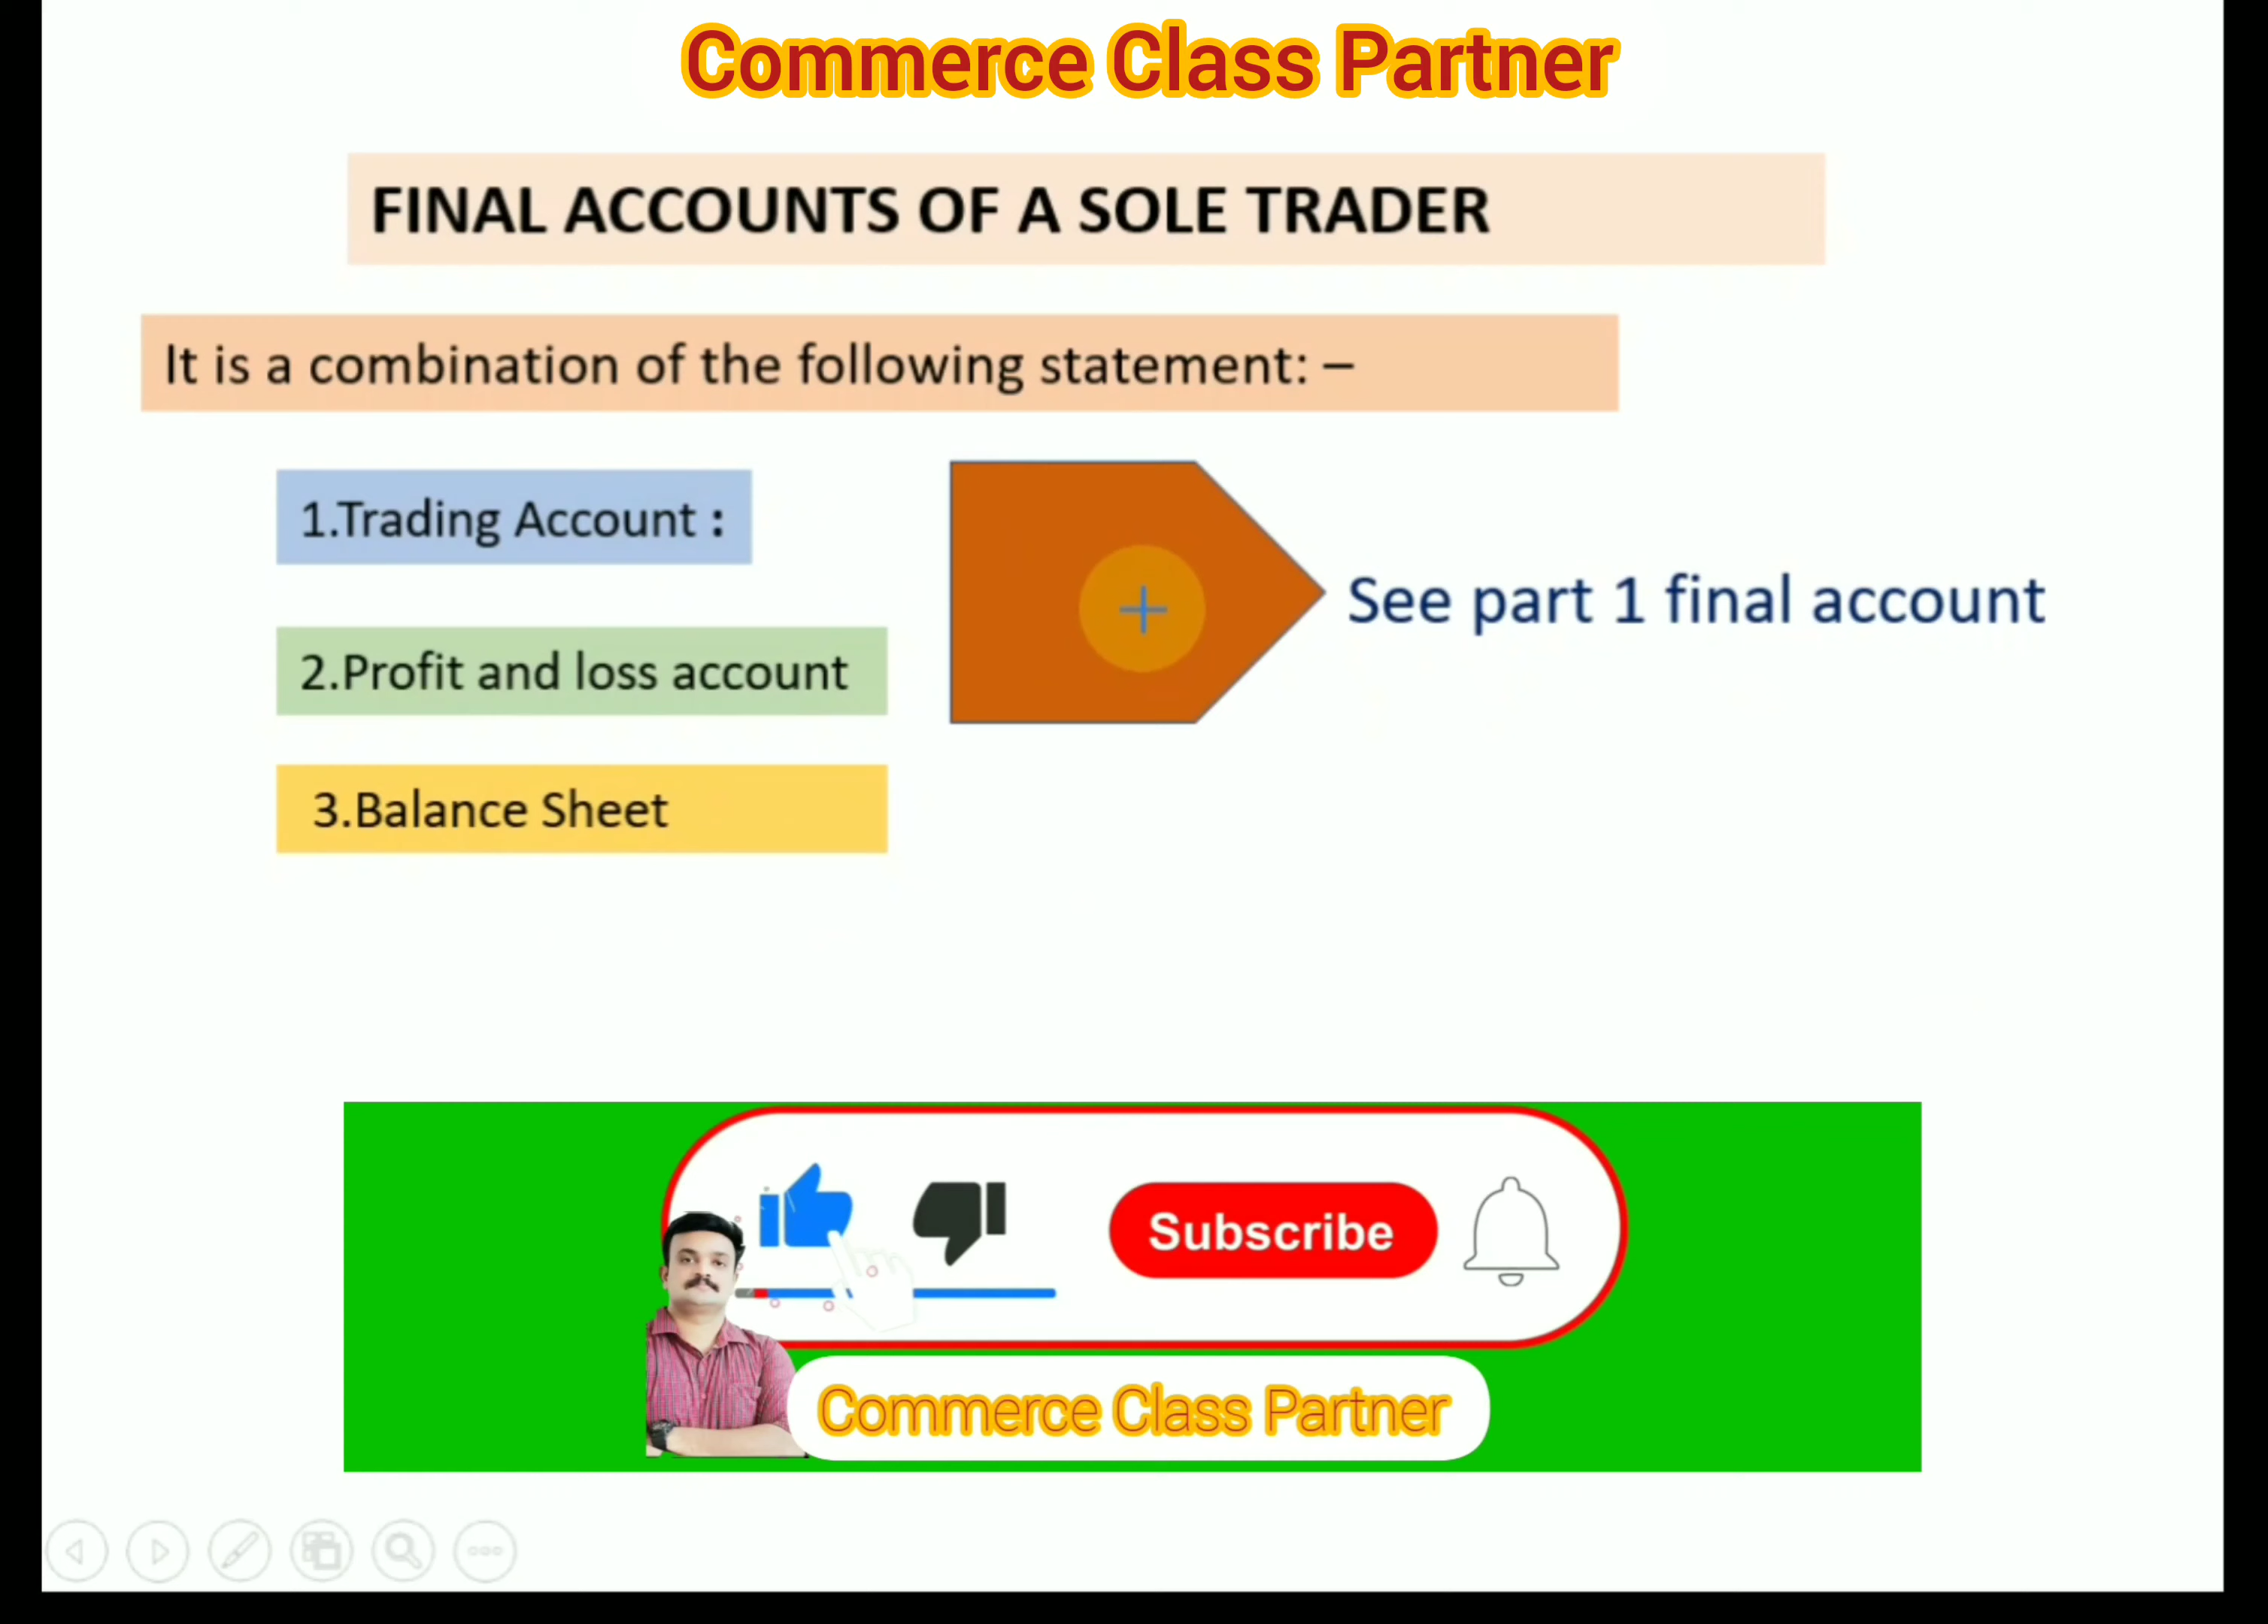 Commerce Class Partner
FINAL ACCOUNTS OF A SOLE TRADER
It is a combination of the following statement: –
1.Trading Account :
See part 1 final account
2.Profit and loss account
3.Balance Sheet
Subscribe
Commerce Class Partner